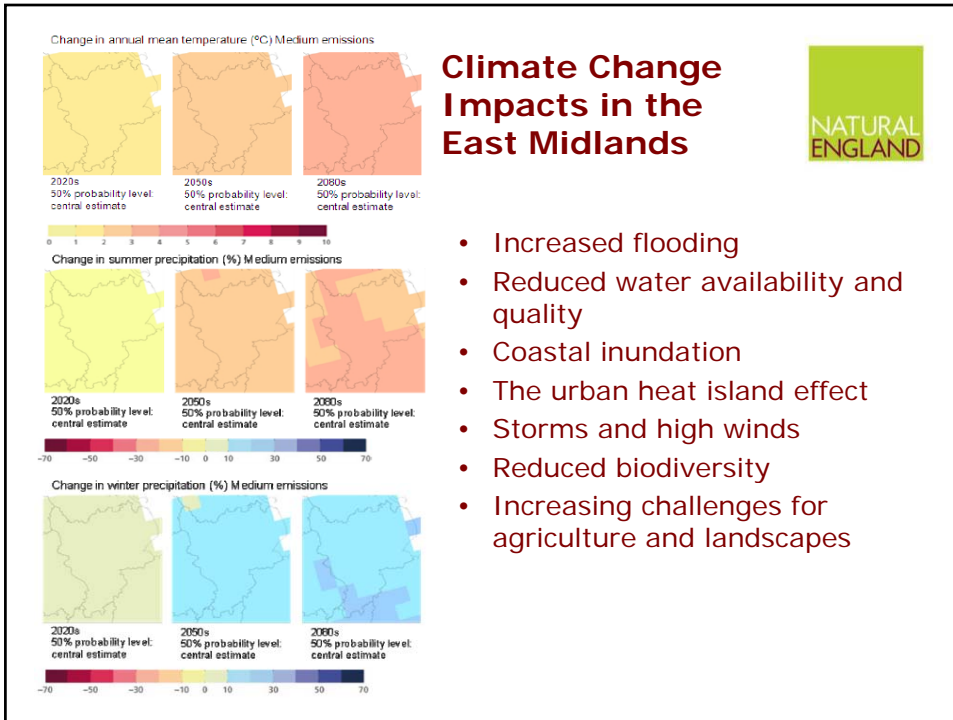 Change in annual mean temperature (ºC) Medium emissions
2020s
50% probability level:
central estimate
2050s
50% probability level:
central estimate
2080s
50% probability level:
central estimate
0 1 2 3 4 5 6 7 8 9 10
Change in summer precipitation (%) Medium emissions
2020s
50% probability level:
central estimate
2050s
50% probability level:
central estimate
2080s
50% probability level:
central estimate
−70 −50 −30 −10 0 10 30 50 70
Change in winter precipitation (%) Medium emissions
2020s
50% probability level:
central estimate
2050s
50% probability level:
central estimate
2080s
50% probability level:
central estimate
−70 −50 −30 −10 0 10 30 50 70
Climate Change
Impacts in the
East Midlands
NATURAL
ENGLAND
• Increased flooding
• Reduced water availability and
quality
• Coastal inundation
• The urban heat island effect
• Storms and high winds
• Reduced biodiversity
• Increasing challenges for
agriculture and landscapes